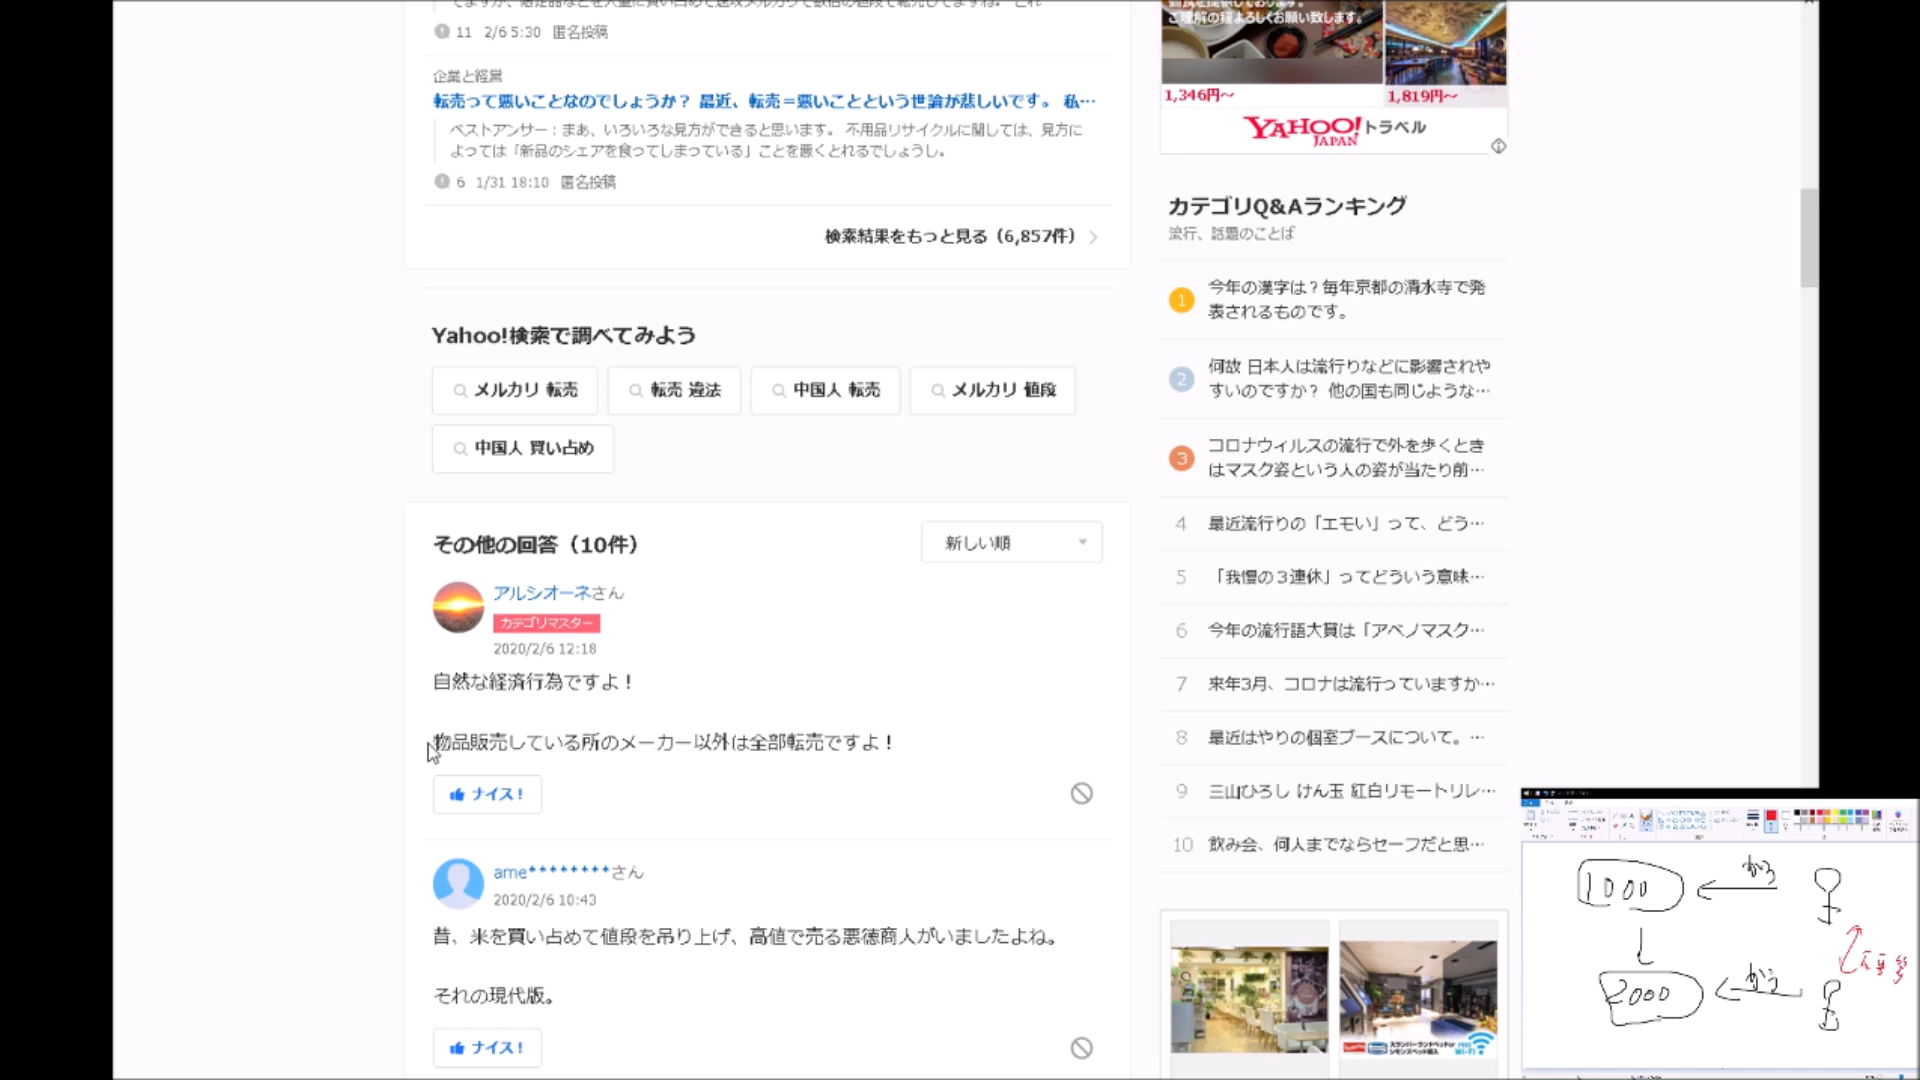 11 2/6 5:30 匿名投稿
企業と経営
転売って悪いことなのでしょうか? 最近、転売=悪いことという世論が悲しいです。 私…
ベストアンサー:まあ、いろいろな見方ができると思います。 不用品リサイクルに関しては、見方に
よっては「新品のシェアを食ってしまっている」ことを悪くとれるでしょうし。
6 1/31 18:10 匿名投稿
検索結果をもっと見る(6,857件)
Yahoo!検索で調べてみよう
メルカリ 転売
転売 違法
中国人 転売
メルカリ 値段
中国人 買い占め
その他の回答(10件)
新しい順
アルシオーネさん
カテゴリマスター
2020/2/6 12:18
自然な経済行為ですよ!
物品販売している所のメーカー以外は全部転売ですよ!
ナイス!
ame********さん
2020/2/6 10:43
昔、米を買い占めて値段を吊り上げ、高値で売る悪徳商人がいましたよね。
それの現代版。
ナイス!
ご理解の程よろしくお願い致します。
1,346円~
1,819円~
YAHOO!トラベル
JAPAN
カテゴリQ&Aランキング
流行、話題のことば
1 今年の漢字は?毎年京都の清水寺で発
表されるものです。
2 何故 日本人は流行りなどに影響されや
すいのですか? 他の国も同じような…
3 コロナウィルスの流行で外を歩くとき
はマスク姿という人の姿が当たり前…
4 最近流行りの「エモい」って、どう…
5 「我慢の3連休」ってどういう意味…
6 今年の流行語大賞は「アベノマスク…
7 来年3月、コロナは流行っていますか…
8 最近はやりの個室ブースについて。…
9 三山ひろし けん玉 紅白リモートリレ…
10 飲み会、何人までならセーフだと思…
1000
2000